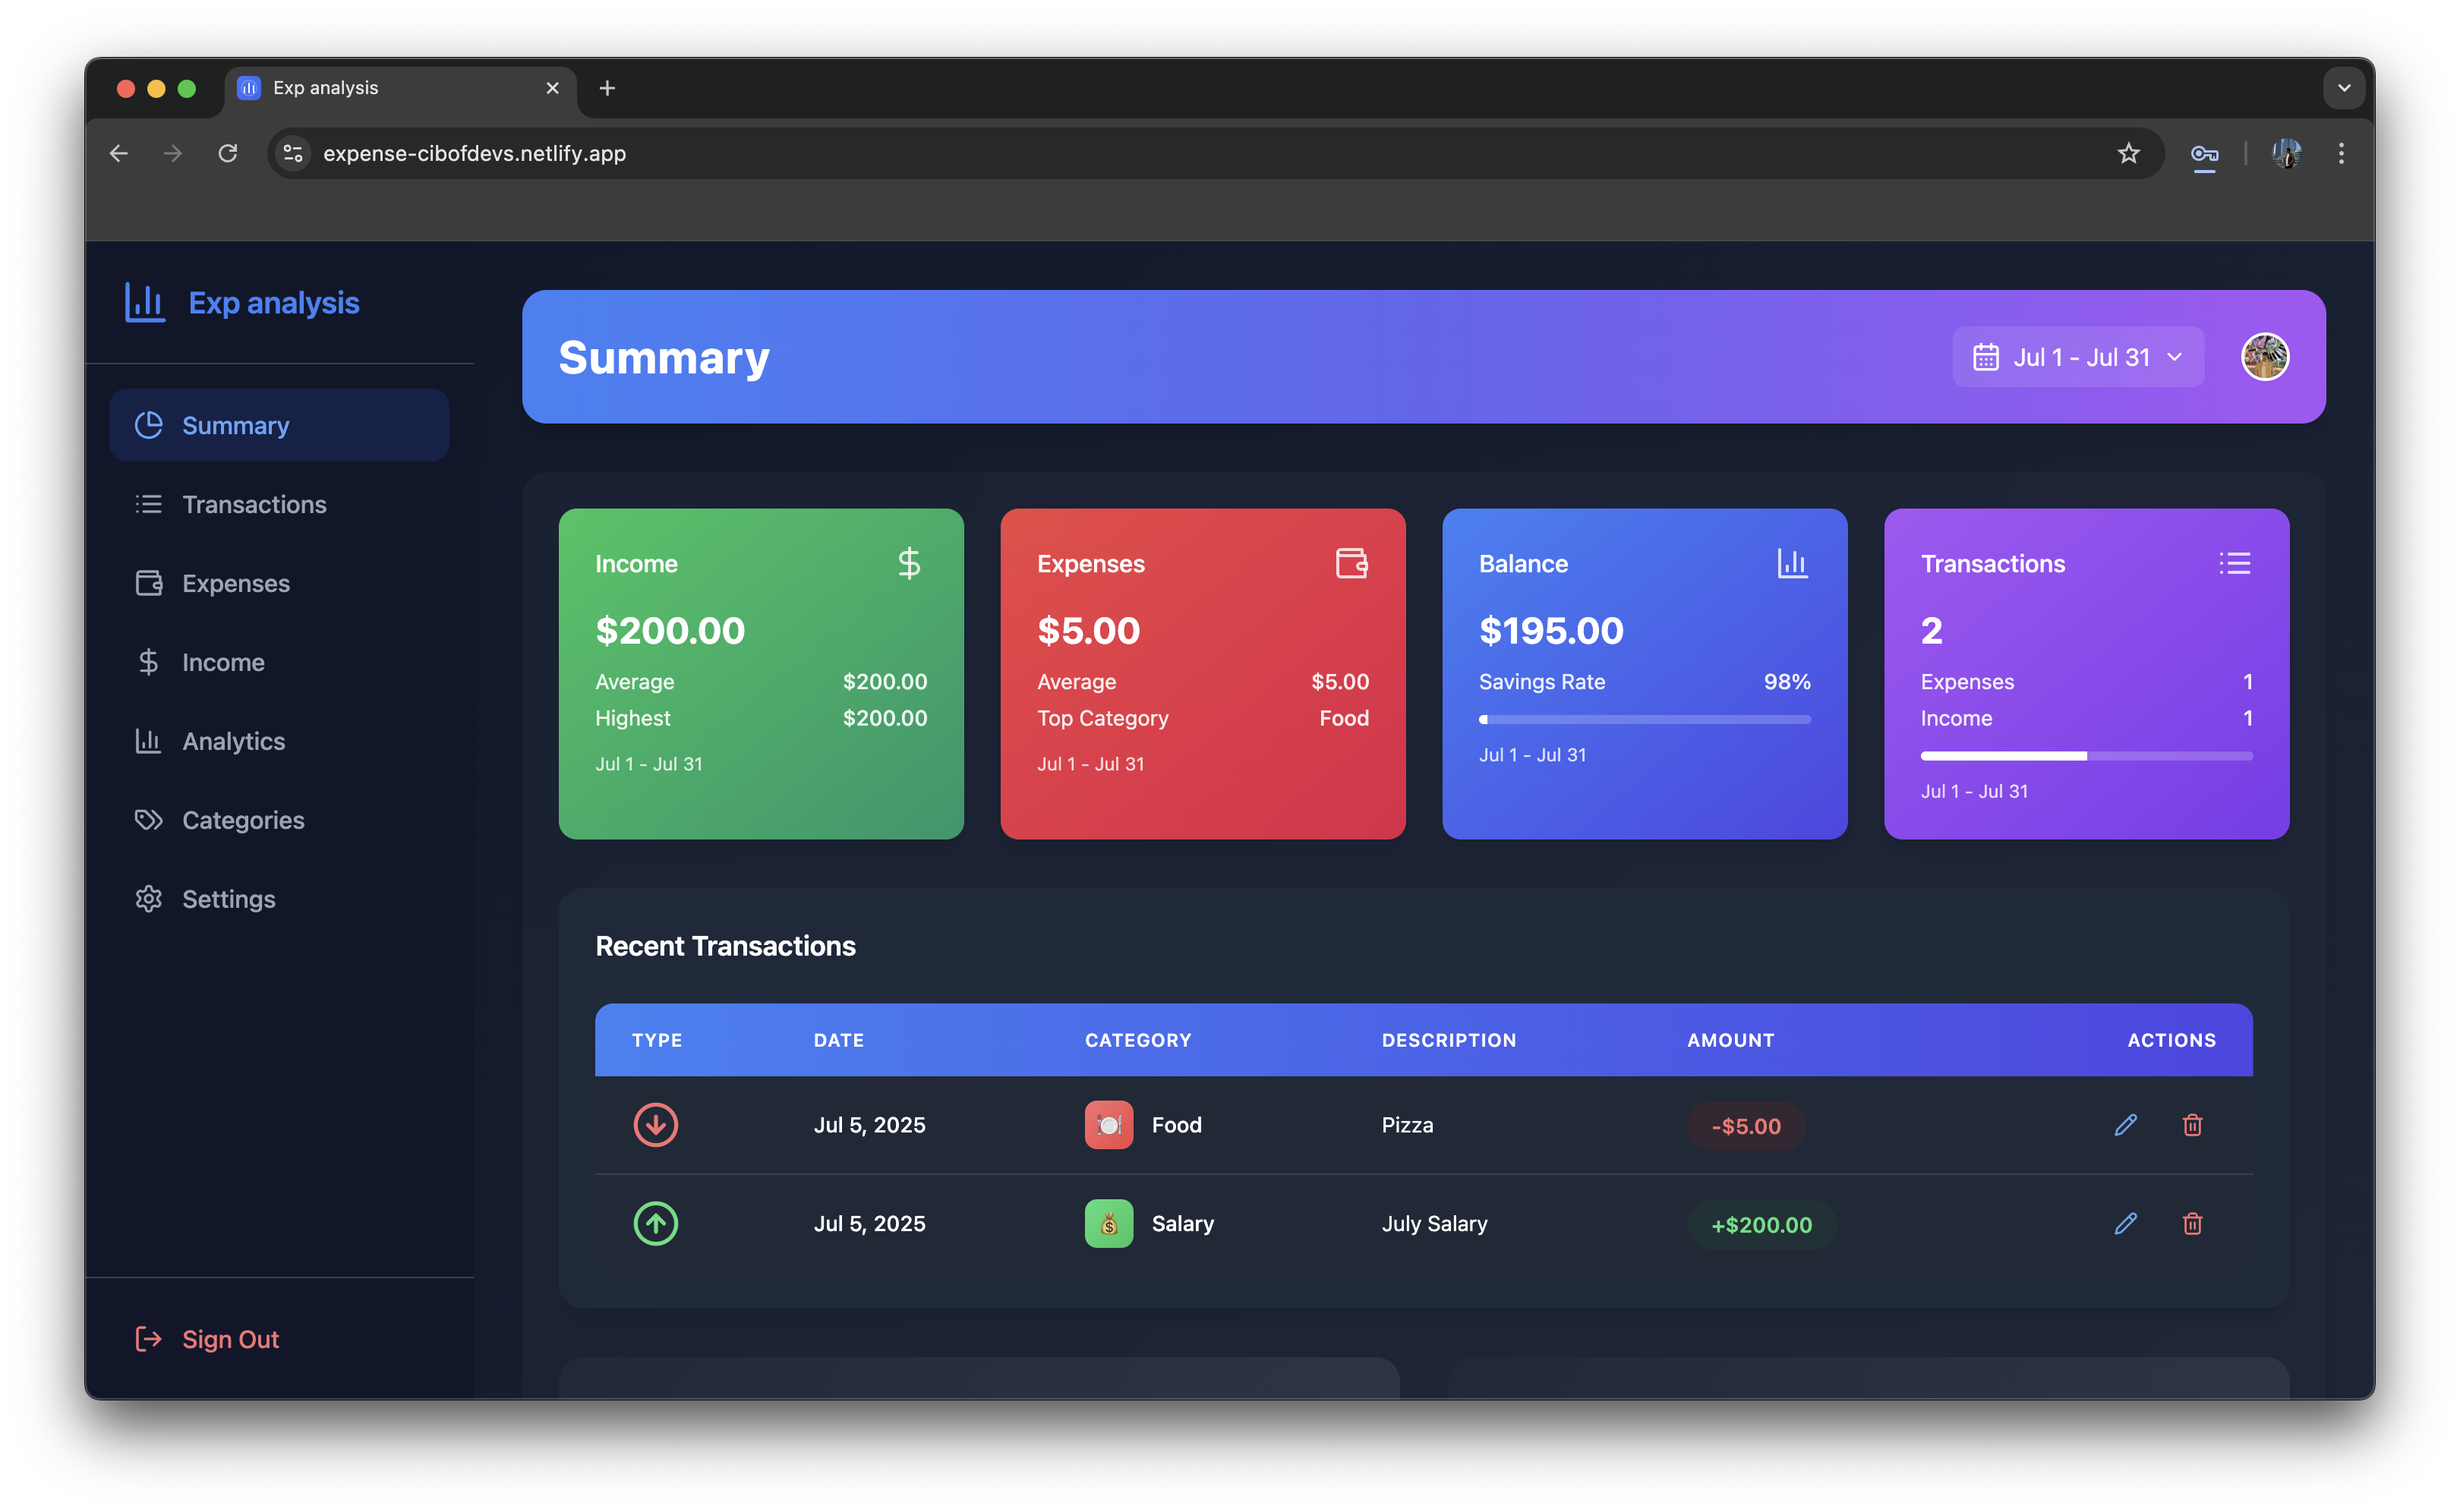 Exp analysis
expense-cibofdevs.netlify.app
Exp analysis
Summary
Transactions
Expenses
Income
Analytics
Categories
Settings
Sign Out
Summary
Jul 1 - Jul 31
Income
$200.00
Average $200.00
Highest $200.00
Jul 1 - Jul 31
Expenses
$5.00
Average $5.00
Top Category Food
Jul 1 - Jul 31
Balance
$195.00
Savings Rate 98%
Jul 1 - Jul 31
Transactions
2
Expenses 1
Income 1
Jul 1 - Jul 31
Recent Transactions
TYPE DATE CATEGORY DESCRIPTION AMOUNT ACTIONS
Jul 5, 2025 Food Pizza -$5.00
Jul 5, 2025 Salary July Salary +$200.00